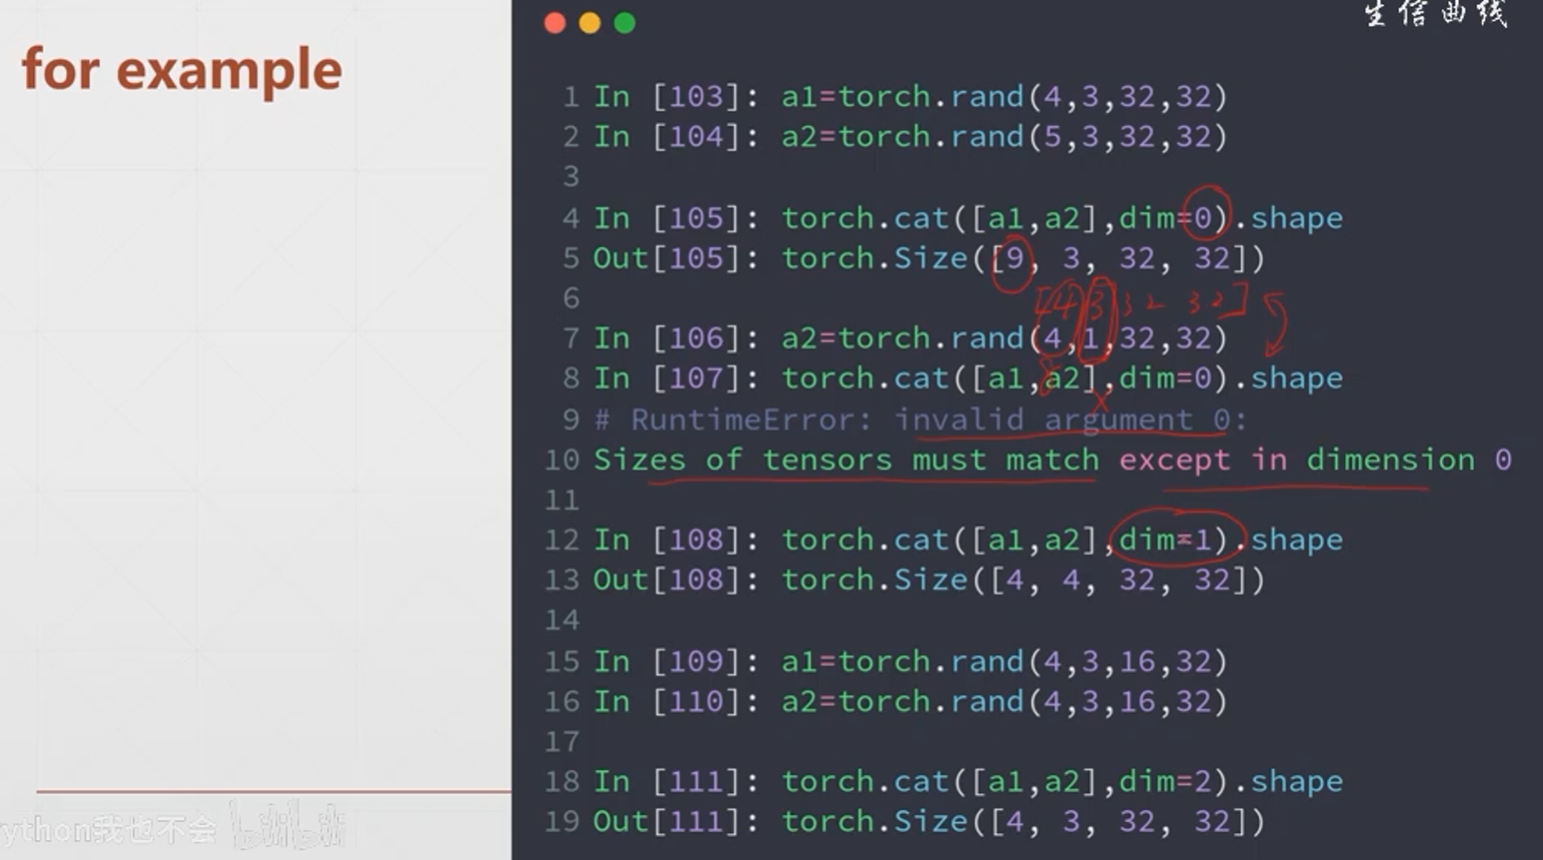 生信曲线
for example
1 In [103]: a1=torch.rand(4,3,32,32)
2 In [104]: a2=torch.rand(5,3,32,32)
3
4 In [105]: torch.cat([a1,a2],dim=0).shape
5 Out[105]: torch.Size([9, 3, 32, 32])
6
[4 3 32 32]
7 In [106]: a2=torch.rand(4,1,32,32)
8 In [107]: torch.cat([a1,a2],dim=0).shape
8 x
9 # RuntimeError: invalid argument 0:
10 Sizes of tensors must match except in dimension 0
11
12 In [108]: torch.cat([a1,a2],dim=1).shape
13 Out[108]: torch.Size([4, 4, 32, 32])
14
15 In [109]: a1=torch.rand(4,3,16,32)
16 In [110]: a2=torch.rand(4,3,16,32)
17
18 In [111]: torch.cat([a1,a2],dim=2).shape
19 Out[111]: torch.Size([4, 3, 32, 32])
ython我也不会 bilibili